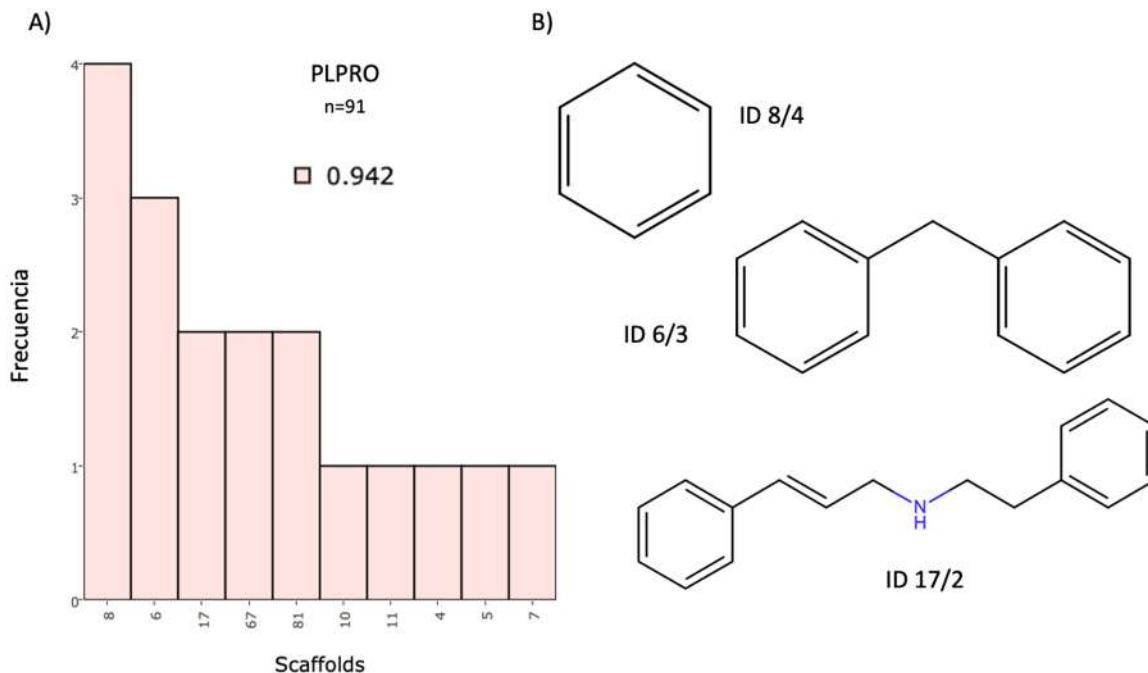 A)
B)
PLPRO
n=91
0.942
Frecuencia
4
3
2
1
0
8
6
17
67
81
10
11
4
5
7
Scaffolds
ID 8/4
ID 6/3
N
H
ID 17/2